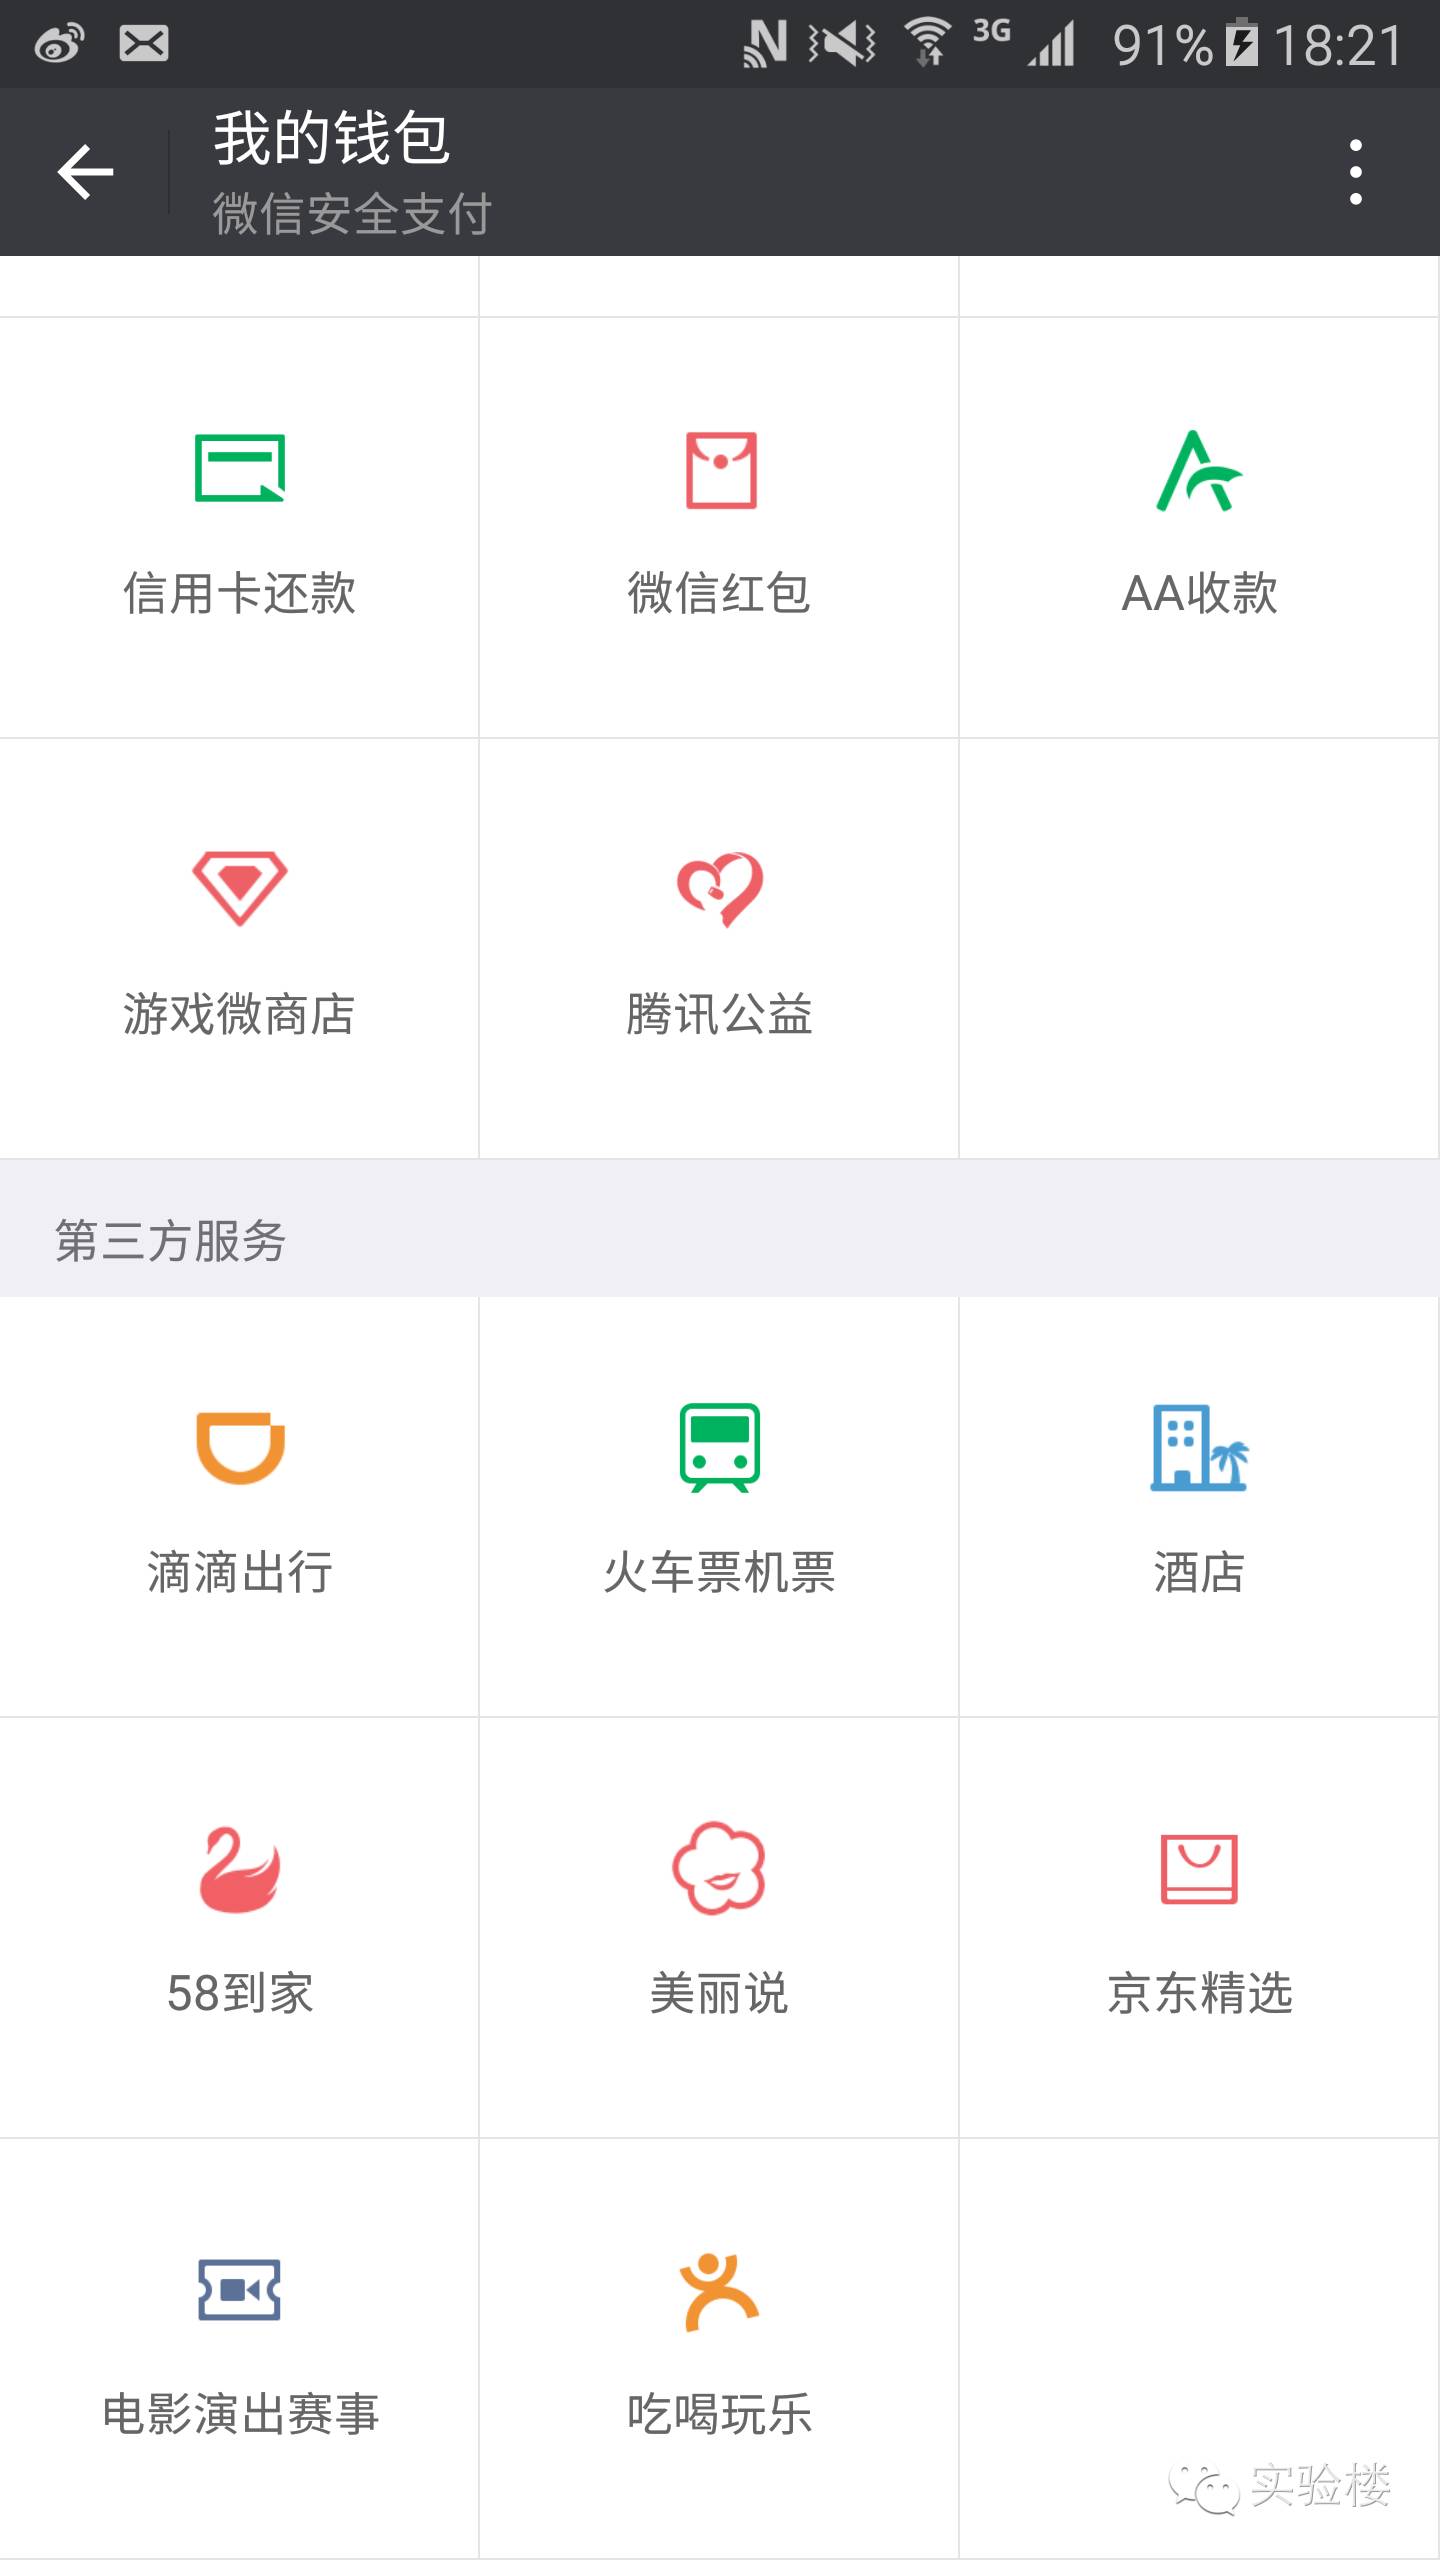 3G 91% 18:21
我的钱包
微信安全支付
信用卡还款 微信红包 AA收款
游戏微商店 腾讯公益
第三方服务
滴滴出行 火车票机票 酒店
58到家 美丽说 京东精选
电影演出赛事 吃喝玩乐
实验楼